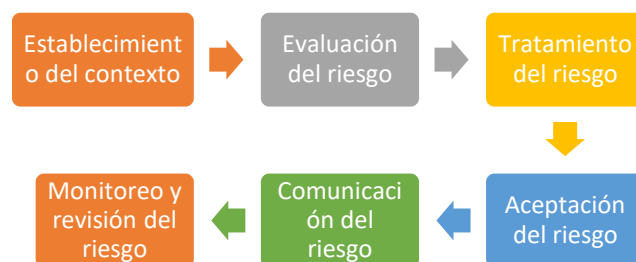 Establecimient
o del contexto
Evaluación
del riesgo
Tratamiento
del riesgo
Aceptación
del riesgo
Comunicaci
ón del
riesgo
Monitoreo y
revisión del
riesgo